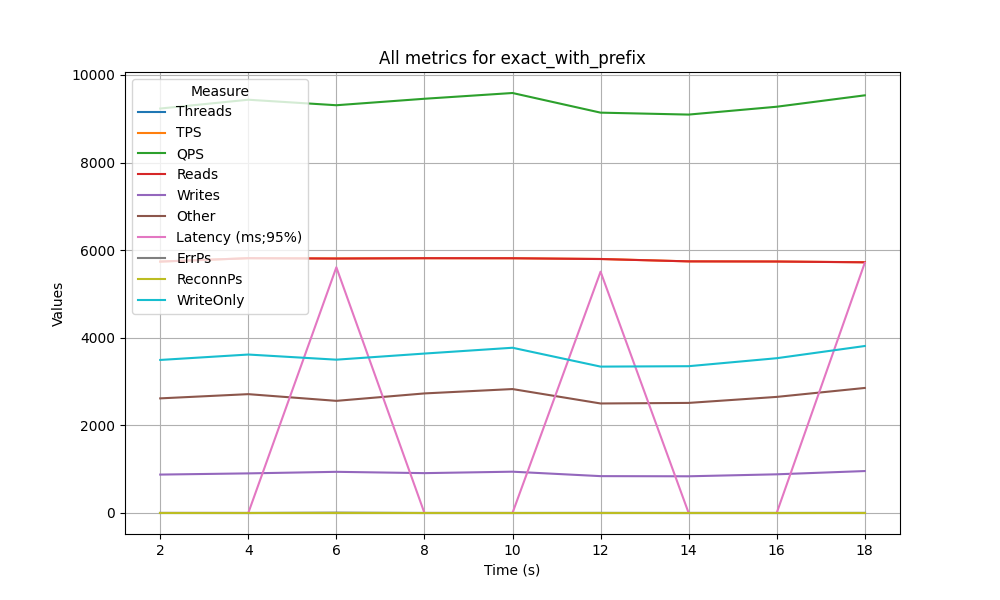 All metrics for exact_with_prefix
Values
10000
8000
6000
4000
2000
0
Measure
Threads
TPS
QPS
Reads
Writes
Other
Latency (ms;95%)
ErrPs
ReconnPs
WriteOnly
2 4 6 8 10 12 14 16 18
Time (s)